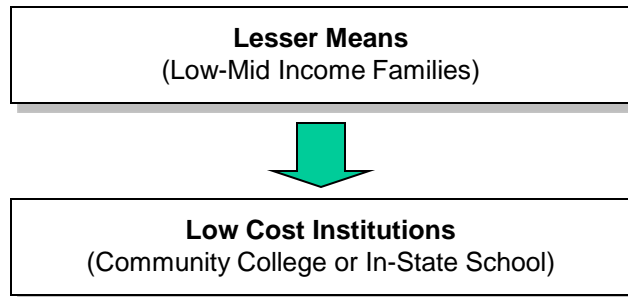 Lesser Means
(Low-Mid Income Families)
Low Cost Institutions
(Community College or In-State School)